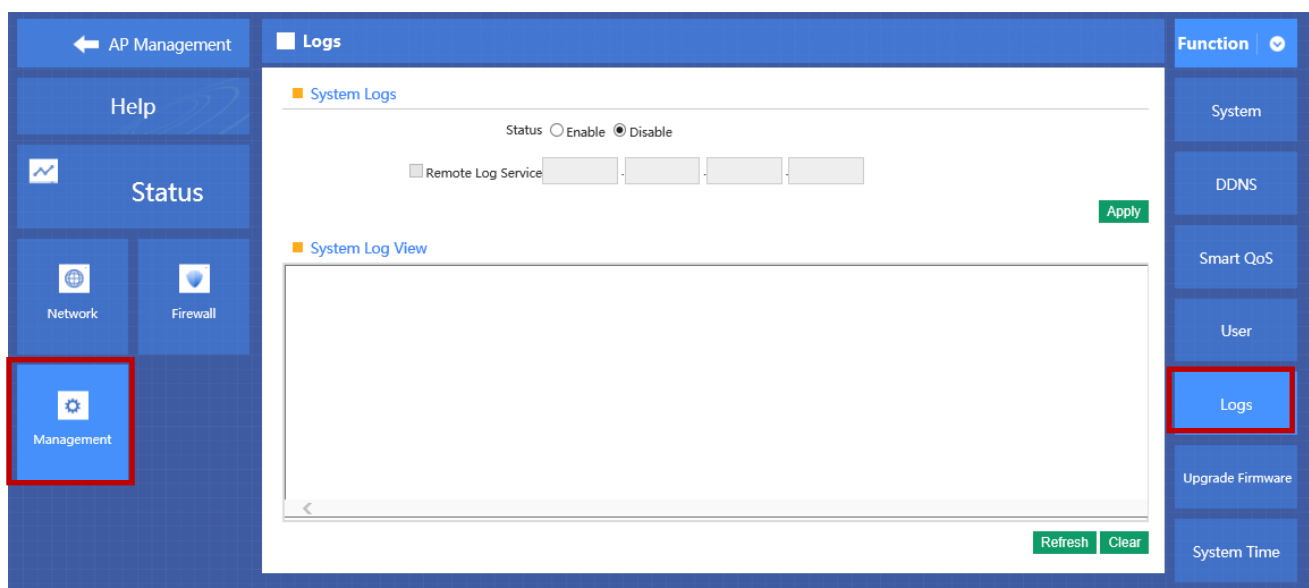 AP Management
Help
Status
Network
Firewall
Management
Logs
System Logs
Status Enable Disable
Remote Log Service . . .
Apply
System Log View
Refresh Clear
Function
System
DDNS
Smart QoS
User
Logs
Upgrade Firmware
System Time